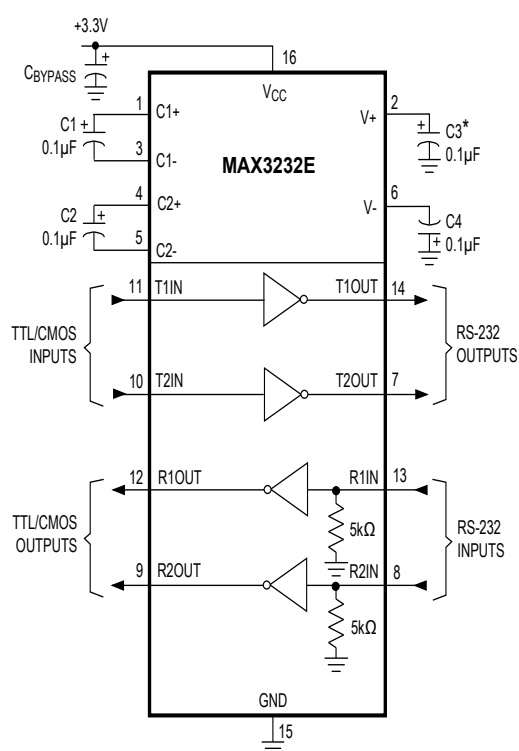 +3.3V
16
CBYPASS
+
VCC
1
C1+
2
V+
C1 +
0.1µF
+
C3*
0.1µF
3
C1-
MAX3232E
4
C2+
6
V-
C2
+
0.1µF
C4
+
0.1µF
5
C2-
11
T1IN
T1OUT
14
TTL/CMOS
INPUTS
RS-232
OUTPUTS
10
T2IN
T2OUT
7
12
R1OUT
R1IN
13
TTL/CMOS
OUTPUTS
5kΩ
RS-232
INPUTS
9
R2OUT
R2IN
8
5kΩ
GND
15